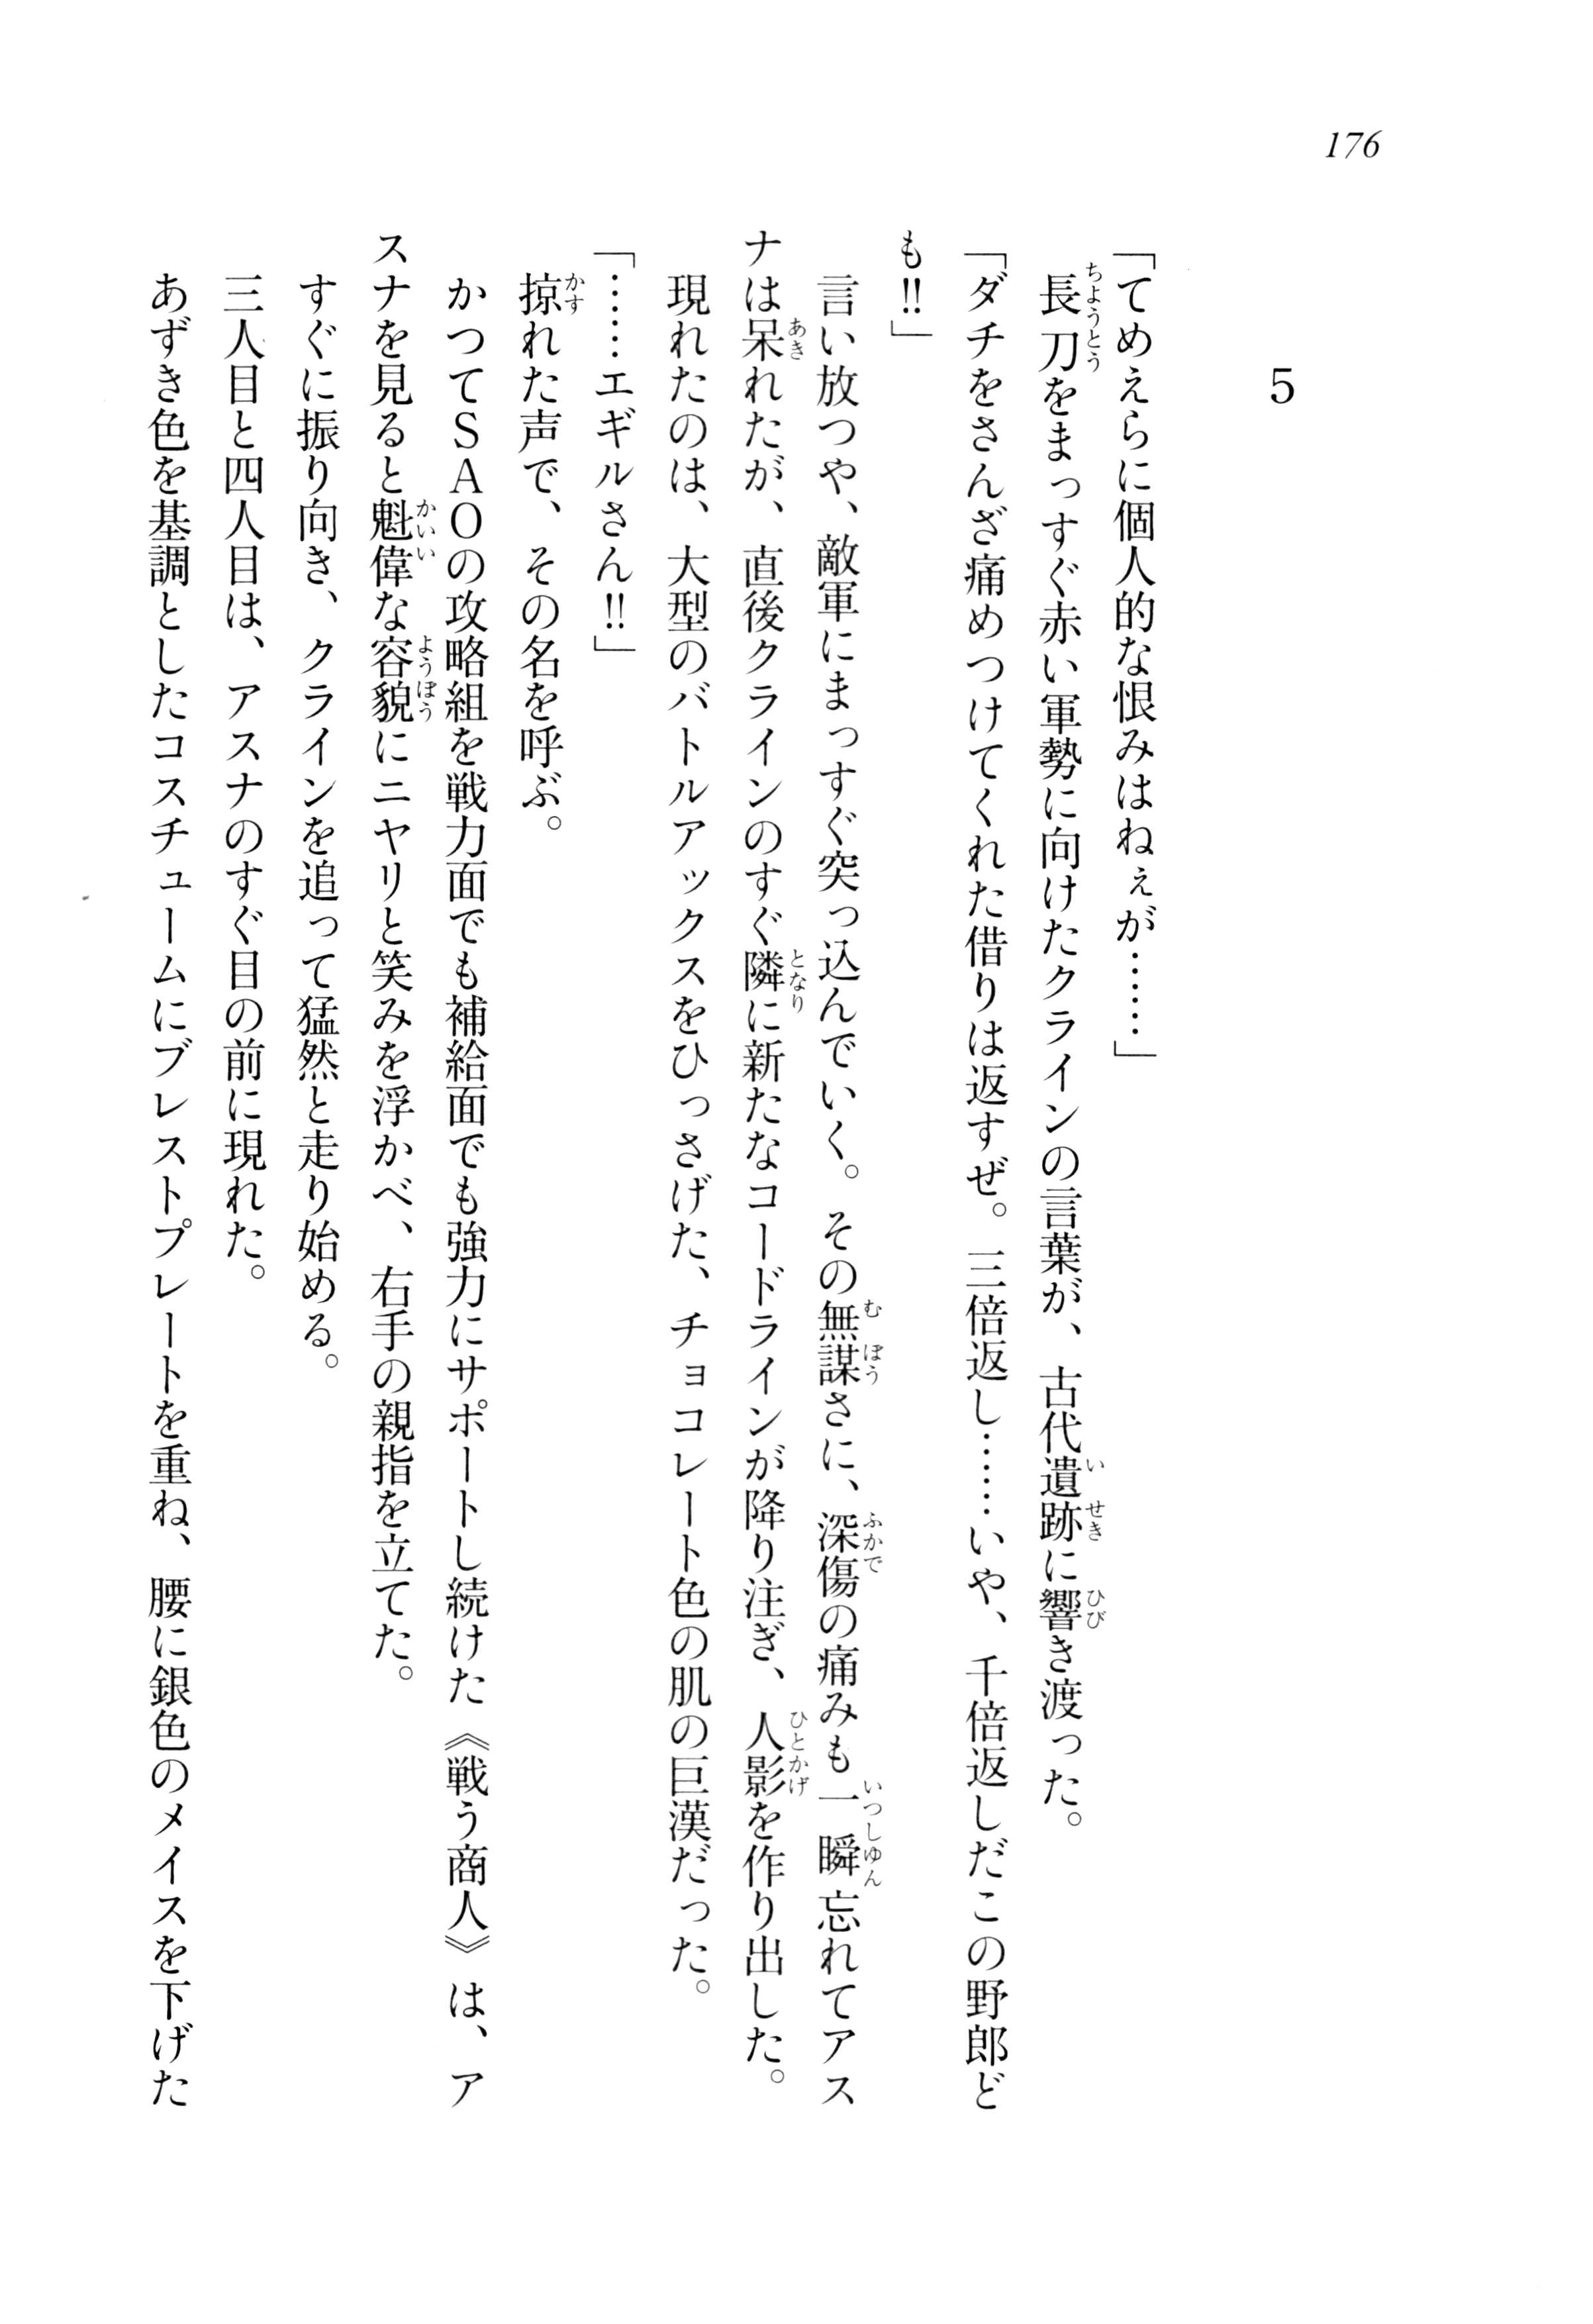 176
5
「てめえらに個人的な恨みはねぇが……」
長刀をまっすぐ赤い軍勢に向けたクラインの言葉が、古代遺跡に響き渡った。
「ダチをさんざ痛めつけてくれた借りは返すぜ。三倍返し……いや、千倍返しだこの野郎ど
も!!」
言い放つや、敵軍にまっすぐ突っ込んでいく。その無謀さに、深傷の痛みも一瞬忘れてアス
ナは呆れたが、直後クラインのすぐ隣に新たなコードラインが降り注ぎ、人影を作り出した。
現れたのは、大型のバトルアックスをひっさげた、チョコレート色の肌の巨漢だった。
「……エギルさん!!」
掠れた声で、その名を呼ぶ。
かつてSAOの攻略組を戦力面でも補給面でも強力にサポートし続けた《戦う商人》は、ア
スナを見ると魁偉な容貌にニヤリと笑みを浮かべ、右手の親指を立てた。
すぐに振り向き、クラインを追って猛然と走り始める。
三人目と四人目は、アスナのすぐ目の前に現れた。
あずき色を基調としたコスチュームにブレストプレートを重ね、腰に銀色のメイスを下げた